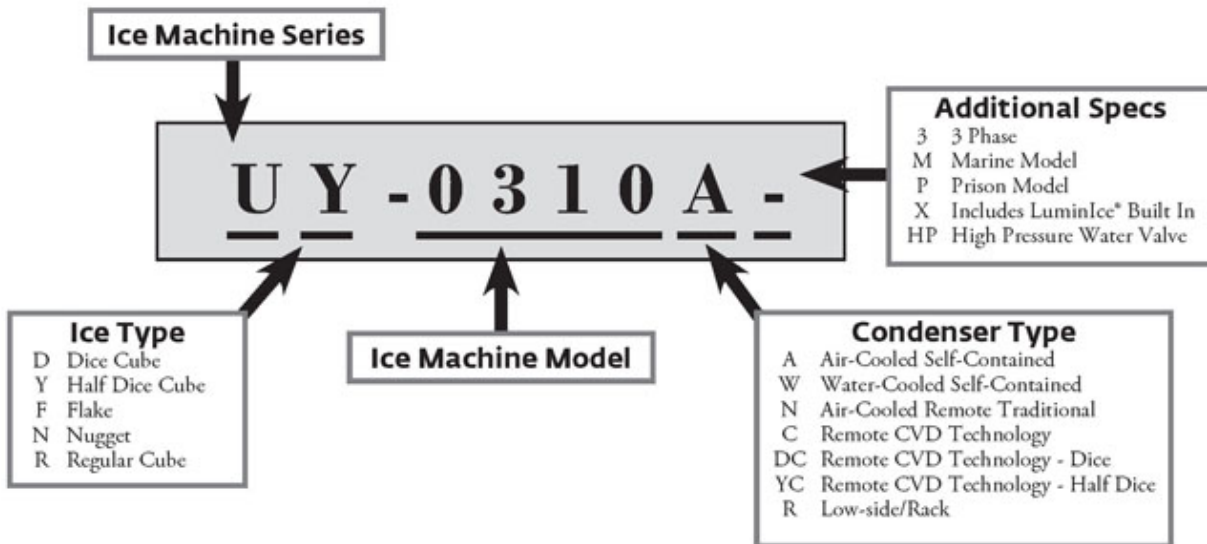 Ice Machine Series
Additional Specs
3 3 Phase
M Marine Model
P Prison Model
X Includes LuminIce® Built In
HP High Pressure Water Valve
U Y - 0 3 1 0 A -
Ice Type
D Dice Cube
Y Half Dice Cube
F Flake
N Nugget
R Regular Cube
Ice Machine Model
Condenser Type
A Air-Cooled Self-Contained
W Water-Cooled Self-Contained
N Air-Cooled Remote Traditional
C Remote CVD Technology
DC Remote CVD Technology - Dice
YC Remote CVD Technology - Half Dice
R Low-side/Rack